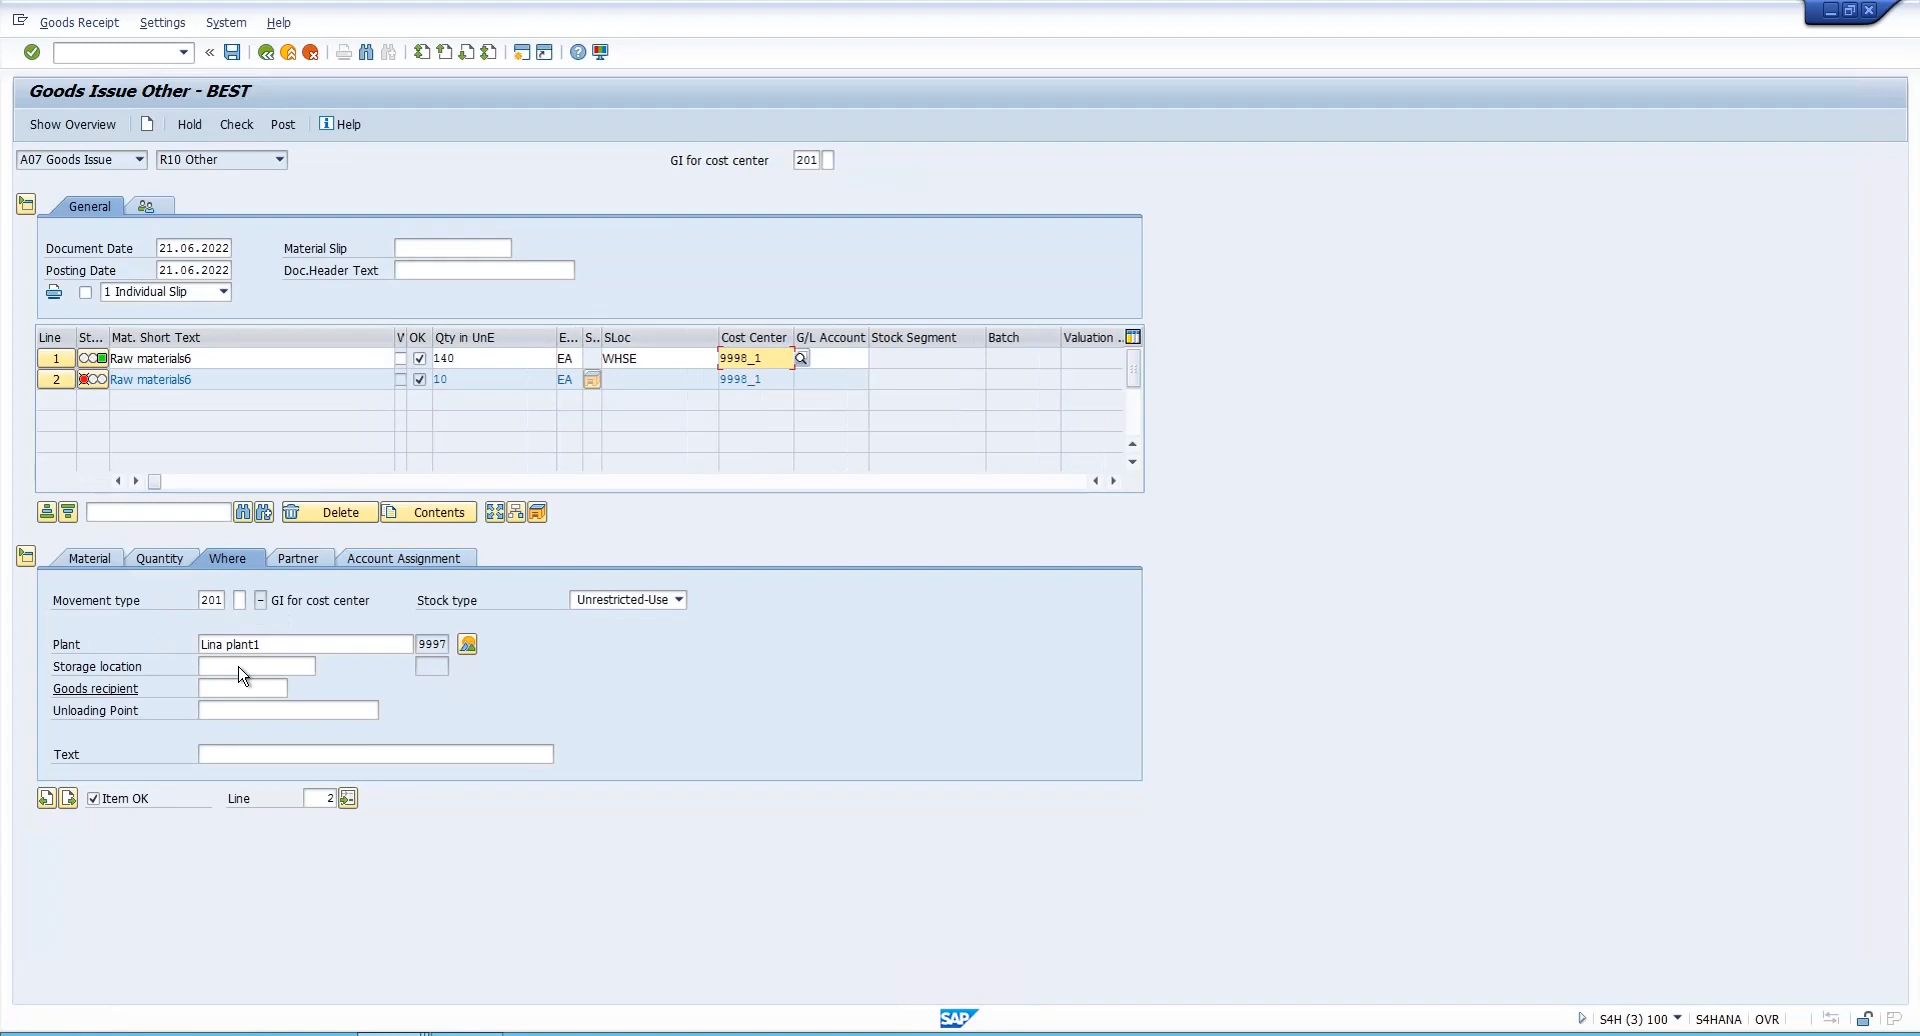 Goods Receipt Settings System Help
Goods Issue Other - BEST
Show Overview Hold Check Post Help
A07 Goods Issue R10 Other GI for cost center 201
General
Document Date 21.06.2022 Material Slip
Posting Date 21.06.2022 Doc.Header Text
1 Individual Slip
Line St... Mat. Short Text V OK Qty in UnE E... S.. SLoc Cost Center G/L Account Stock Segment Batch Valuation ..
1 Raw materials6 140 EA WHSE 9998_1
2 Raw materials6 10 EA 9998_1
Delete Contents
Material Quantity Where Partner Account Assignment
Movement type 201 - GI for cost center Stock type Unrestricted-Use
Plant Lina plant1 9997
Storage location
Goods recipient
Unloading Point
Text
Item OK Line 2
SAP S4H (3) 100 S4HANA OVR